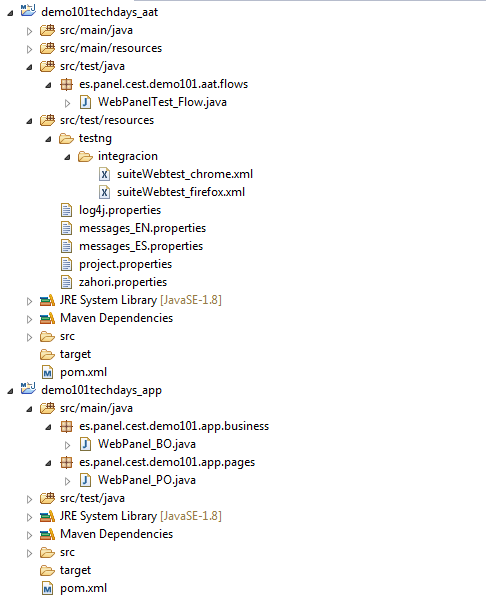 demo101techdays_aat
src/main/java
src/main/resources
src/test/java
es.panel.cest.demo101.aat.flows
WebPanelTest_Flow.java
src/test/resources
testng
integracion
suiteWebtest_chrome.xml
suiteWebtest_firefox.xml
log4j.properties
messages_EN.properties
messages_ES.properties
project.properties
zahori.properties
JRE System Library [JavaSE-1.8]
Maven Dependencies
src
target
pom.xml
demo101techdays_app
src/main/java
es.panel.cest.demo101.app.business
WebPanel_BO.java
es.panel.cest.demo101.app.pages
WebPanel_PO.java
src/test/java
JRE System Library [JavaSE-1.8]
Maven Dependencies
src
target
pom.xml